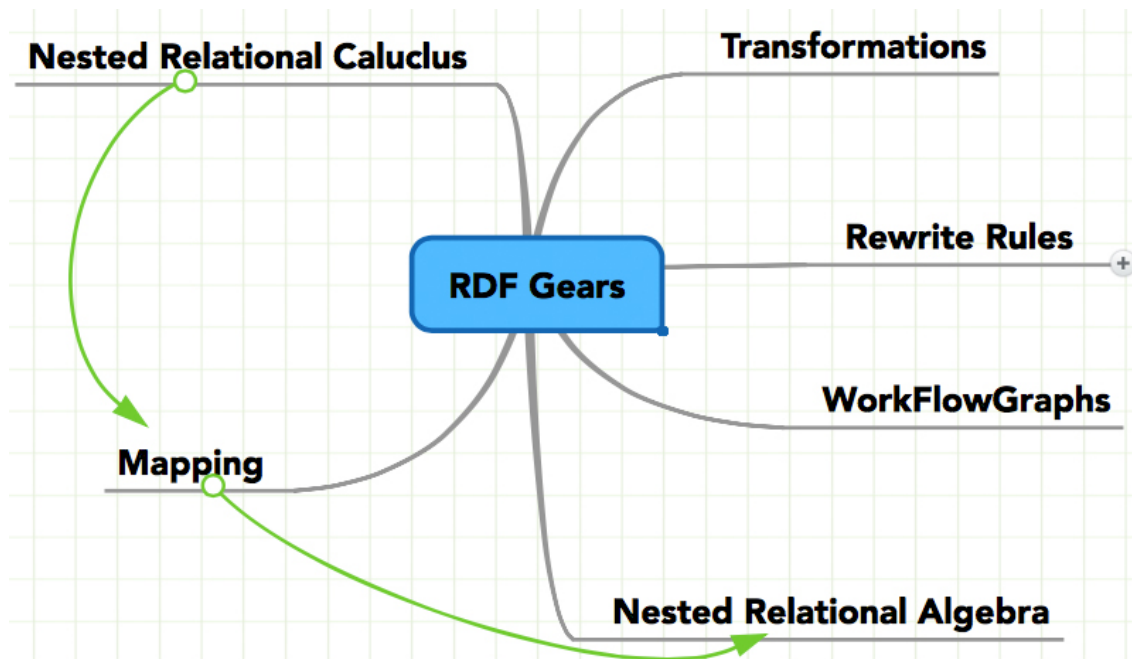 Nested Relational Caluclus
Transformations
Rewrite Rules
RDF Gears
WorkFlowGraphs
Mapping
Nested Relational Algebra